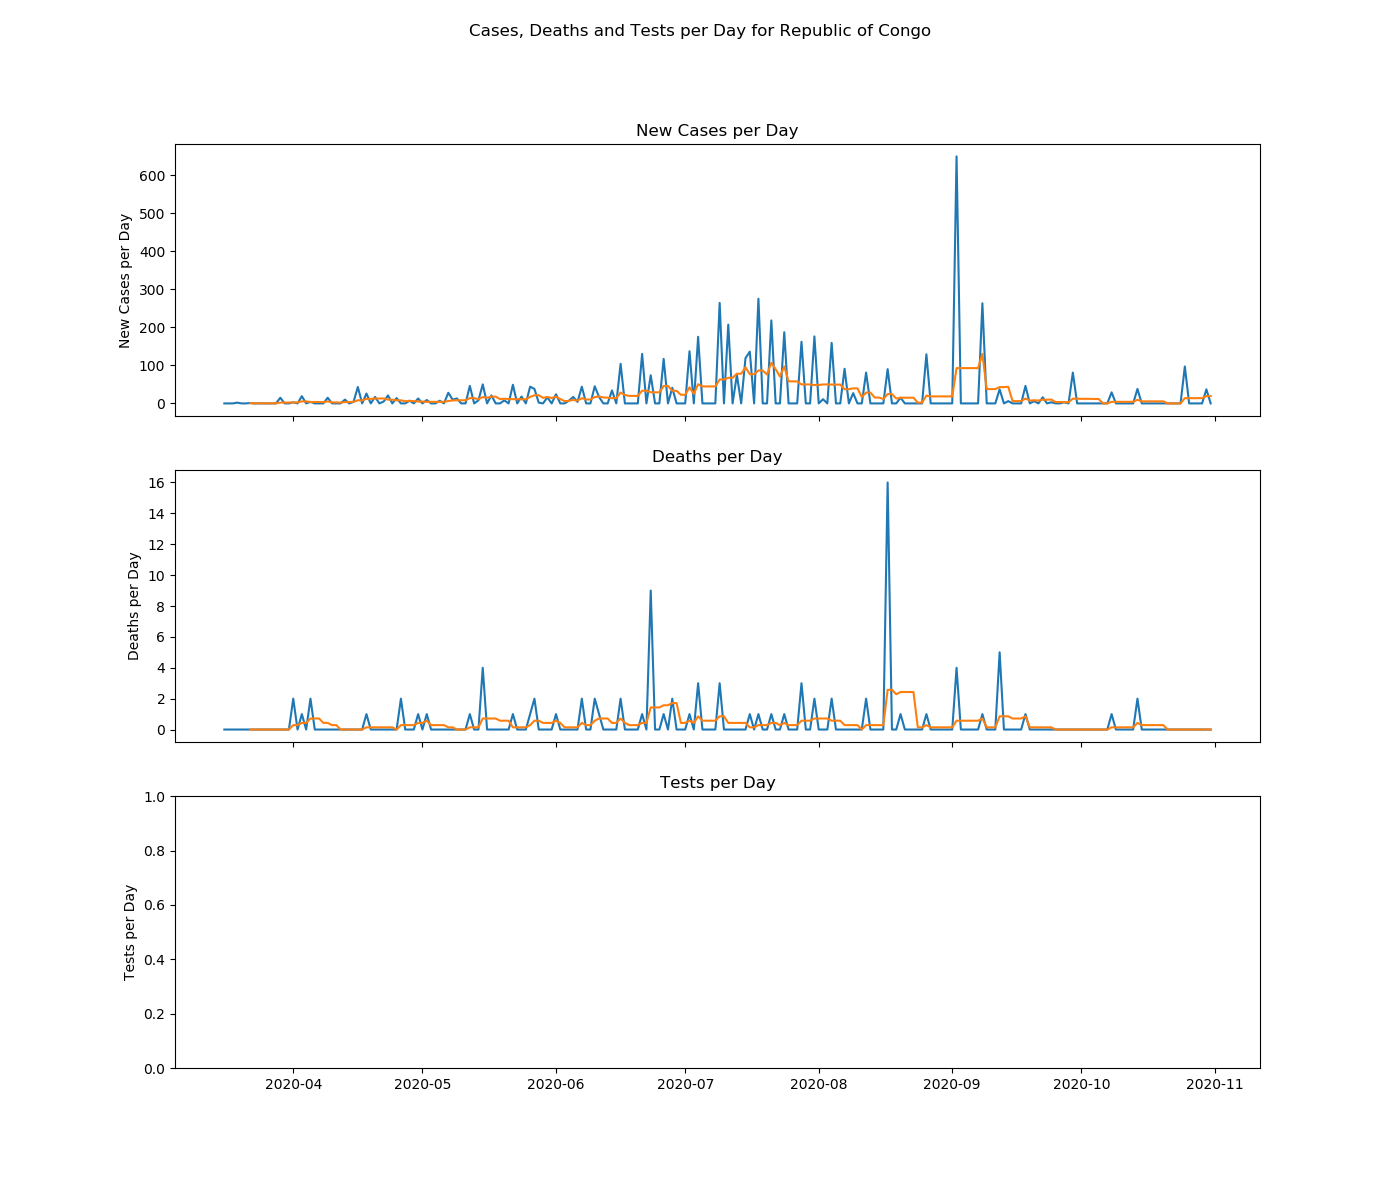 Cases, Deaths and Tests per Day for Republic of Congo
New Cases per Day
New Cases per Day
600
500
400
300
200
100
0
Deaths per Day
Deaths per Day
16
14
12
10
8
6
4
2
0
Tests per Day
Tests per Day
1.0
0.8
0.6
0.4
0.2
0.0
2020-04 2020-05 2020-06 2020-07 2020-08 2020-09 2020-10 2020-11